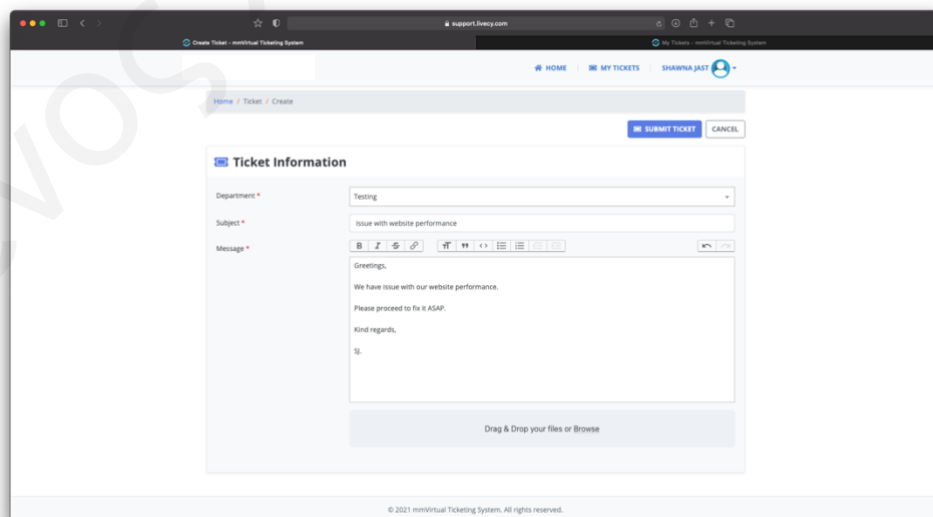 support.livecy.com
Create Ticket - mmVirtual Ticketing System
My Tickets - mmVirtual Ticketing System
HOME MY TICKETS SHAWNA JAST
Home / Ticket / Create
SUBMIT TICKET CANCEL
Ticket Information
Department *
Testing
Subject *
Issue with website performance
Message *
B I S
Greetings,
We have issue with our website performance.
Please proceed to fix it ASAP.
Kind regards,
SJ.
Drag & Drop your files or Browse
© 2021 mmVirtual Ticketing System. All rights reserved.